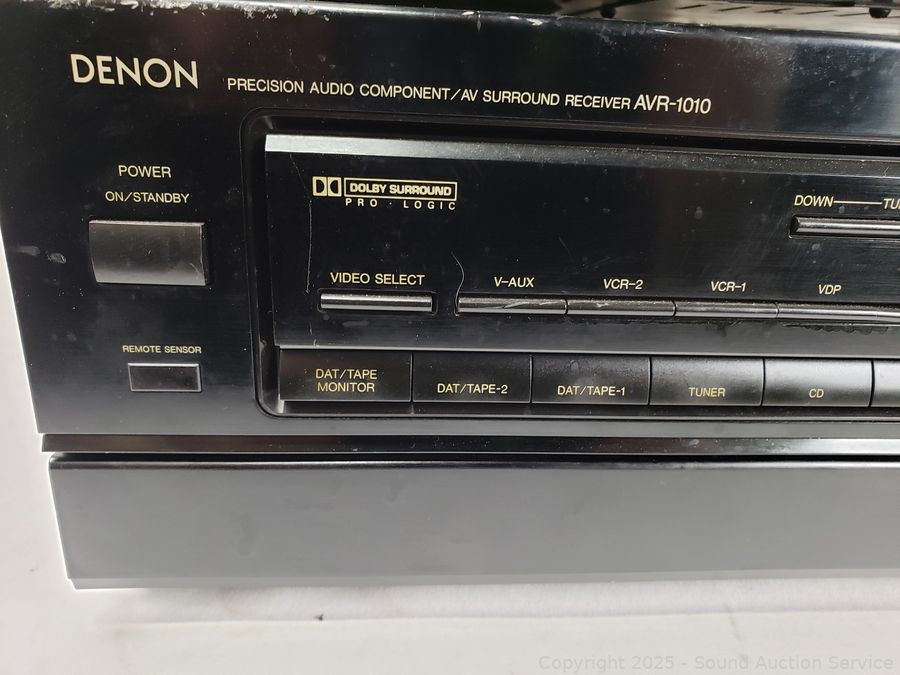 DENON
PRECISION AUDIO COMPONENT/AV SURROUND RECEIVER AVR-1010
POWER
ON/STANDBY
DOLBY SURROUND
PRO·LOGIC
DOWN
VIDEO SELECT
V-AUX
VCR-2
VCR-1
VDP
REMOTE SENSOR
DAT/TAPE
MONITOR
DAT/TAPE-2
DAT/TAPE-1
TUNER
CD
Copyright 2025 - Sound Auction Service